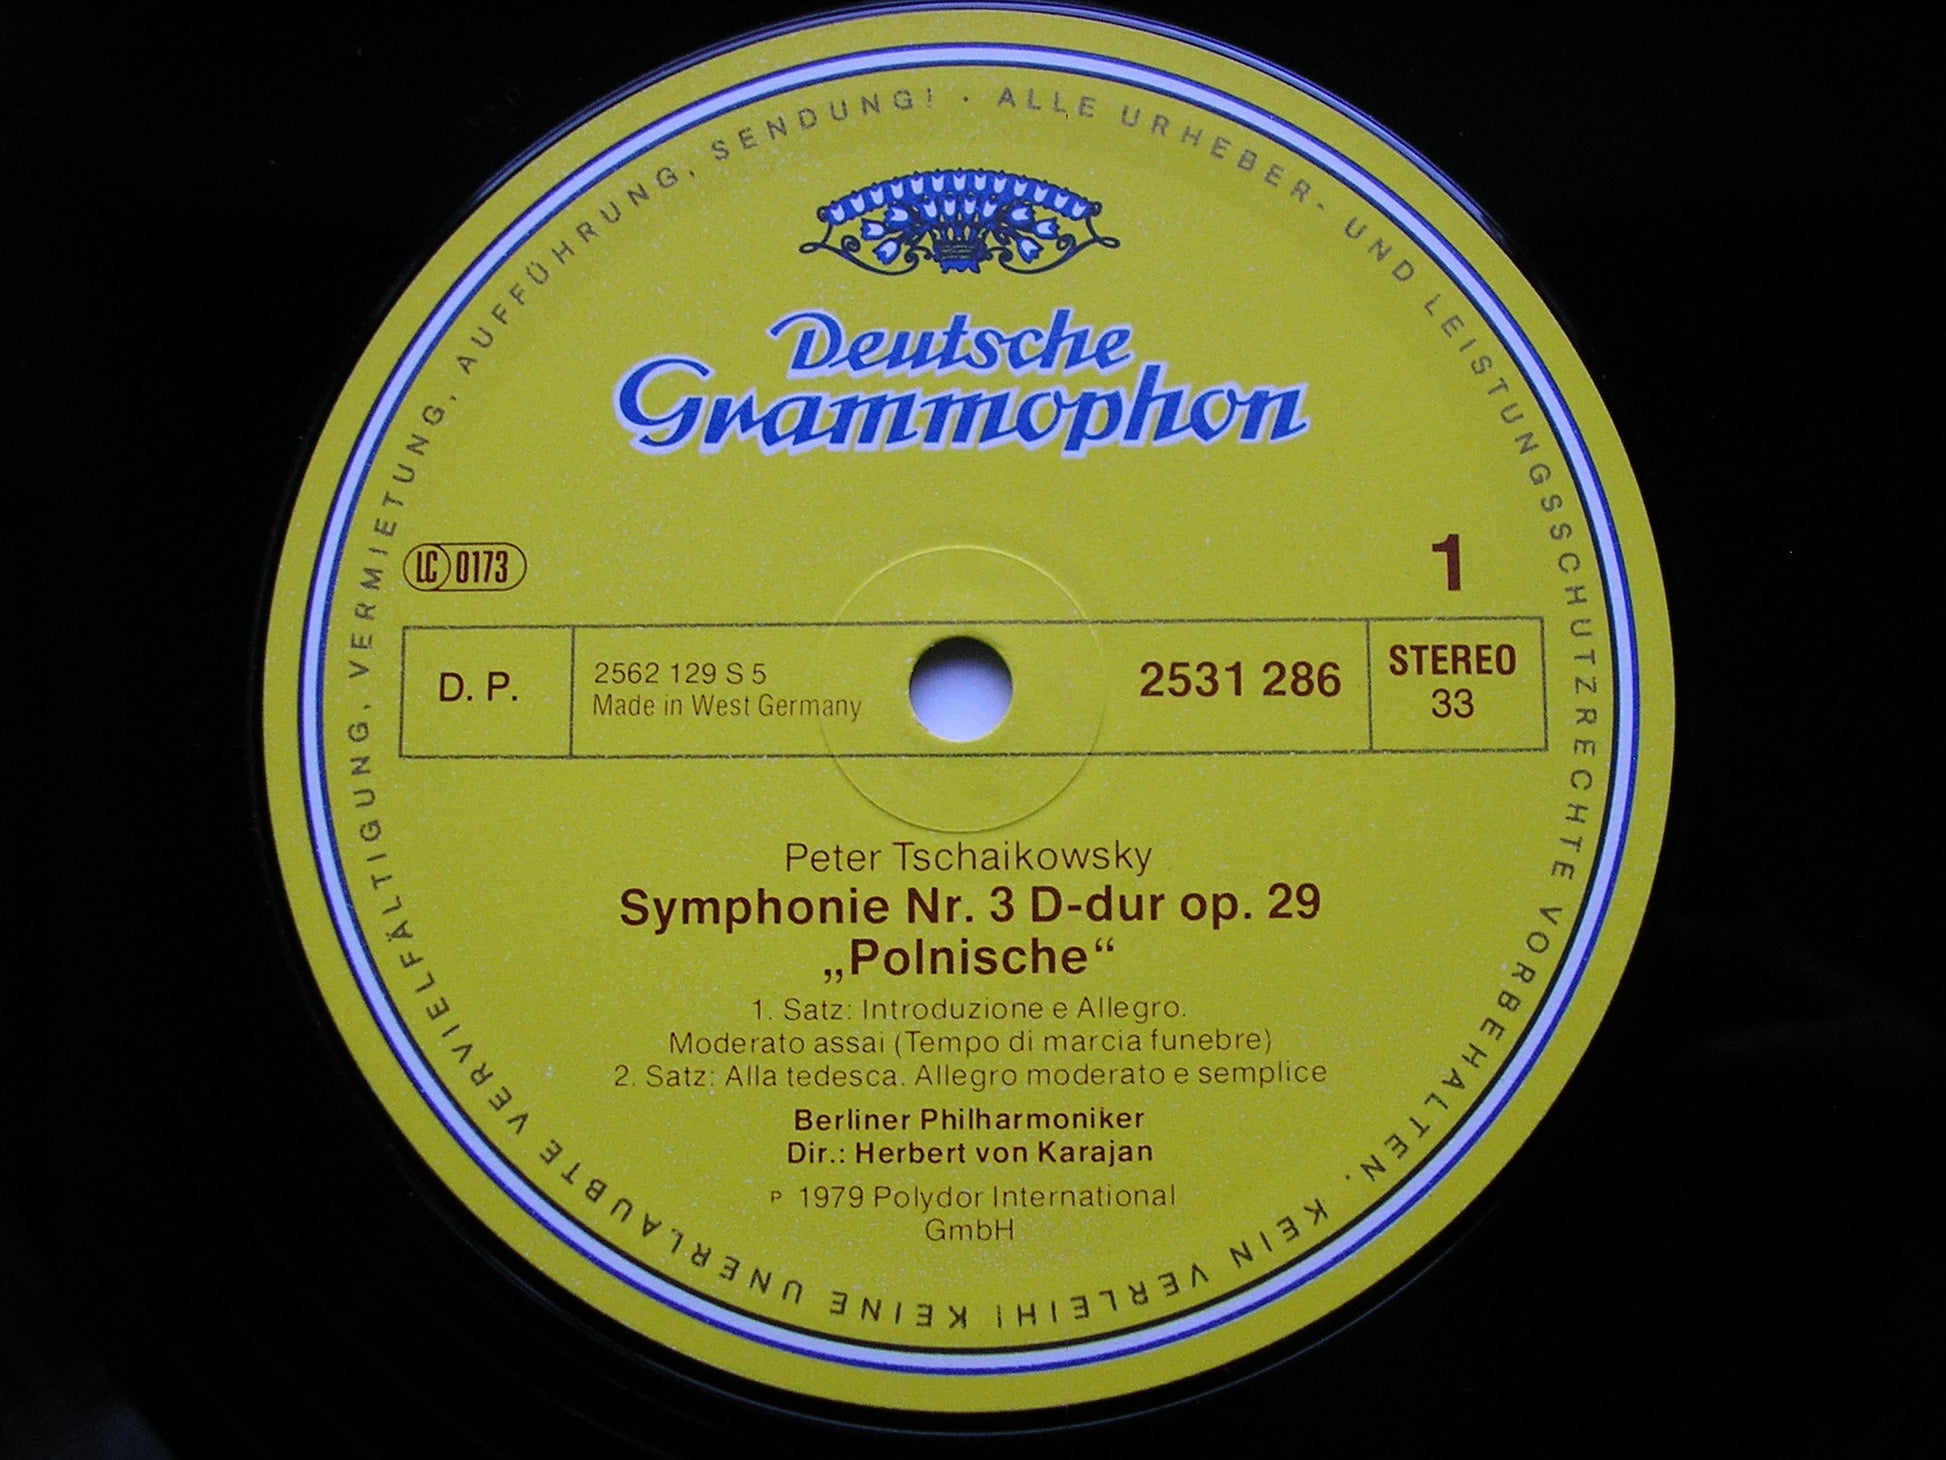 ALLE URHEBER- UND LEISTUNGSSCHUTZRECHTE VORBEHALTEN. KEIN VERLEIH! KEINE UNERLAUBTE VERVIELFÄLTIGUNG, VERMIETUNG, AUFFÜHRUNG, SENDUNG! ·
Deutsche
Grammophon
LC 0173
1
D. P.
2562 129 S 5
Made in West Germany
2531 286
STEREO
33
Peter Tschaikowsky
Symphonie Nr. 3 D-dur op. 29
„Polnische“
1. Satz: Introduzione e Allegro.
Moderato assai (Tempo di marcia funebre)
2. Satz: Alla tedesca. Allegro moderato e semplice
Berliner Philharmoniker
Dir.: Herbert von Karajan
P 1979 Polydor International
GmbH